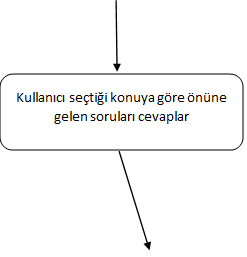 Kullanıcı seçtiği konuya göre önüne
gelen soruları cevaplar